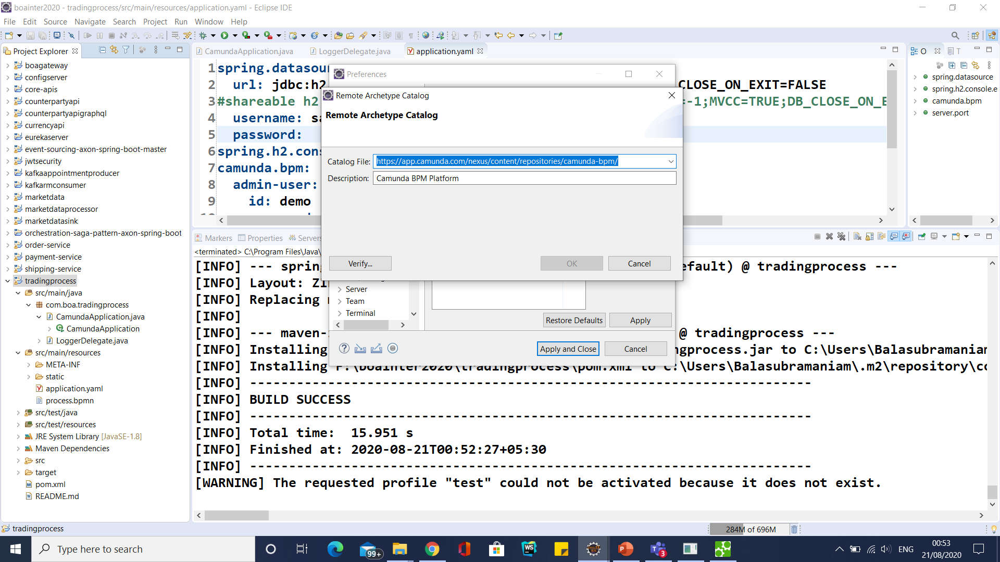 boainter2020 - tradingprocess/src/main/resources/application.yaml - Eclipse IDE
File Edit Source Navigate Search Project Run Window Help
Project Explorer
boagateway
configserver
core-apis
counterpartyapi
counterpartyapigraphql
currencyapi
eurekaserver
event-sourcing-axon-spring-boot-master
jwtsecurity
kafkaappointmentproducer
kafkarmconsumer
marketdata
marketdataprocessor
marketdatasink
orchestration-saga-pattern-axon-spring-boot
order-service
payment-service
shipping-service
tradingprocess
src/main/java
com.boa.tradingprocess
CamundaApplication.java
CamundaApplication
LoggerDelegate.java
src/main/resources
META-INF
static
application.yaml
process.bpmn
src/test/java
src/test/resources
JRE System Library [JavaSE-1.8]
Maven Dependencies
src
target
pom.xml
README.md
CamundaApplication.java LoggerDelegate.java application.yaml
1 spring.datasou
2 url: jdbc:h2 CLOSE_ON_EXIT=FALSE
3 #shareable h2 -1;MVCC=TRUE;DB_CLOSE_ON_E
4 username: sa
5 password:
6 spring.h2.cons
7 camunda.bpm:
8 admin-user:
9 id: demo
O T
spring.datasource
spring.h2.console.e
camunda.bpm
server.port
Preferences
Remote Archetype Catalog
Remote Archetype Catalog
Catalog File: https://app.camunda.com/nexus/content/repositories/camunda-bpm/
Description: Camunda BPM Platform
Verify... OK Cancel
Server
Team
Terminal
Restore Defaults Apply
Apply and Close Cancel
Markers Properties Servers
<terminated> C:\Program Files\Java\
[INFO] --- spring efault) @ tradingprocess ---
[INFO] Layout: ZI
[INFO] Replacing
[INFO]
[INFO] --- maven- @ tradingprocess ---
[INFO] Installing ngprocess.jar to C:\Users\Balasubramaniam
[INFO] Installing F:\boainter2020\tradingprocess\pom.xml to C:\Users\Balasubramaniam\.m2\repository\co
[INFO] ------------------------------------------------------------------------
[INFO] BUILD SUCCESS
[INFO] ------------------------------------------------------------------------
[INFO] Total time:  15.951 s
[INFO] Finished at: 2020-08-21T00:52:27+05:30
[INFO] ------------------------------------------------------------------------
[WARNING] The requested profile "test" could not be activated because it does not exist.
tradingprocess
284M of 696M
Type here to search
99+
WS
3
ENG
00:53
21/08/2020